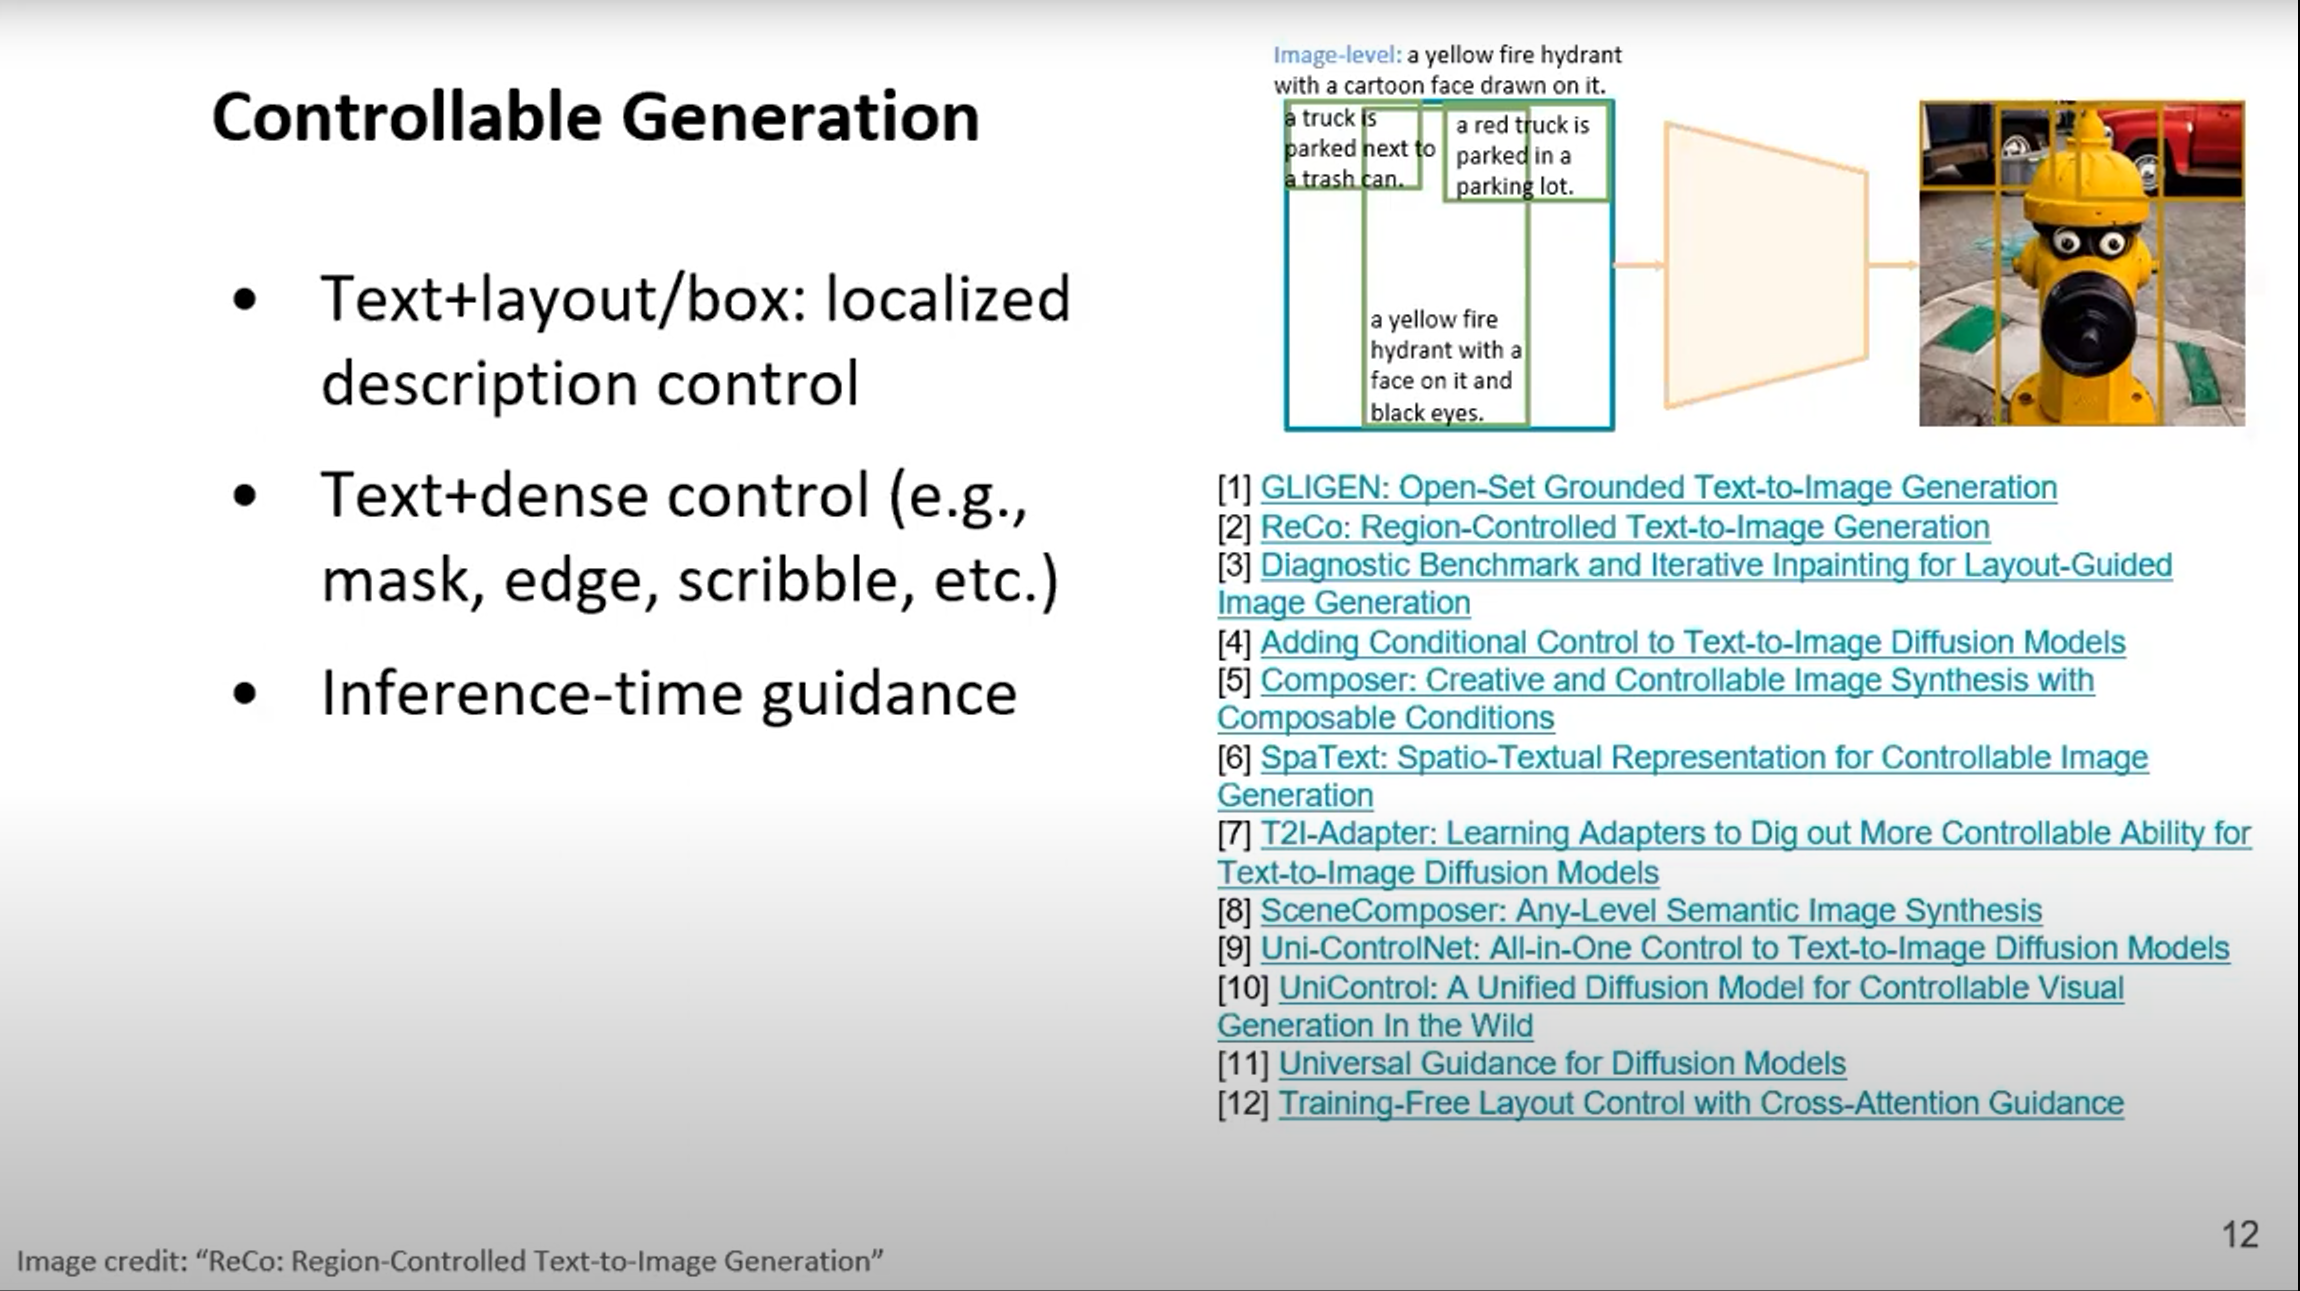 Controllable Generation
• Text+layout/box: localized
description control
• Text+dense control (e.g.,
mask, edge, scribble, etc.)
• Inference-time guidance
Image-level: a yellow fire hydrant
with a cartoon face drawn on it.
a truck is
parked next to
a trash can.
a red truck is
parked in a
parking lot.
a yellow fire
hydrant with a
face on it and
black eyes.
[1] GLIGEN: Open-Set Grounded Text-to-Image Generation
[2] ReCo: Region-Controlled Text-to-Image Generation
[3] Diagnostic Benchmark and Iterative Inpainting for Layout-Guided
Image Generation
[4] Adding Conditional Control to Text-to-Image Diffusion Models
[5] Composer: Creative and Controllable Image Synthesis with
Composable Conditions
[6] SpaText: Spatio-Textual Representation for Controllable Image
Generation
[7] T2I-Adapter: Learning Adapters to Dig out More Controllable Ability for
Text-to-Image Diffusion Models
[8] SceneComposer: Any-Level Semantic Image Synthesis
[9] Uni-ControlNet: All-in-One Control to Text-to-Image Diffusion Models
[10] UniControl: A Unified Diffusion Model for Controllable Visual
Generation In the Wild
[11] Universal Guidance for Diffusion Models
[12] Training-Free Layout Control with Cross-Attention Guidance
12
Image credit: “ReCo: Region-Controlled Text-to-Image Generation”